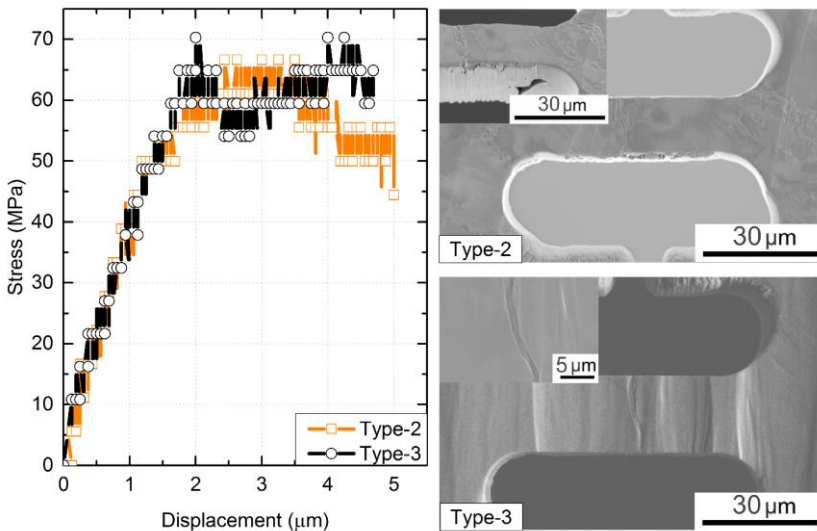 70
60
50
40
30
20
10
0
Stress (MPa)
0 1 2 3 4 5
Displacement (μm)
Type-2
Type-3
30 μm
Type-2
30 μm
5 μm
Type-3
30 μm